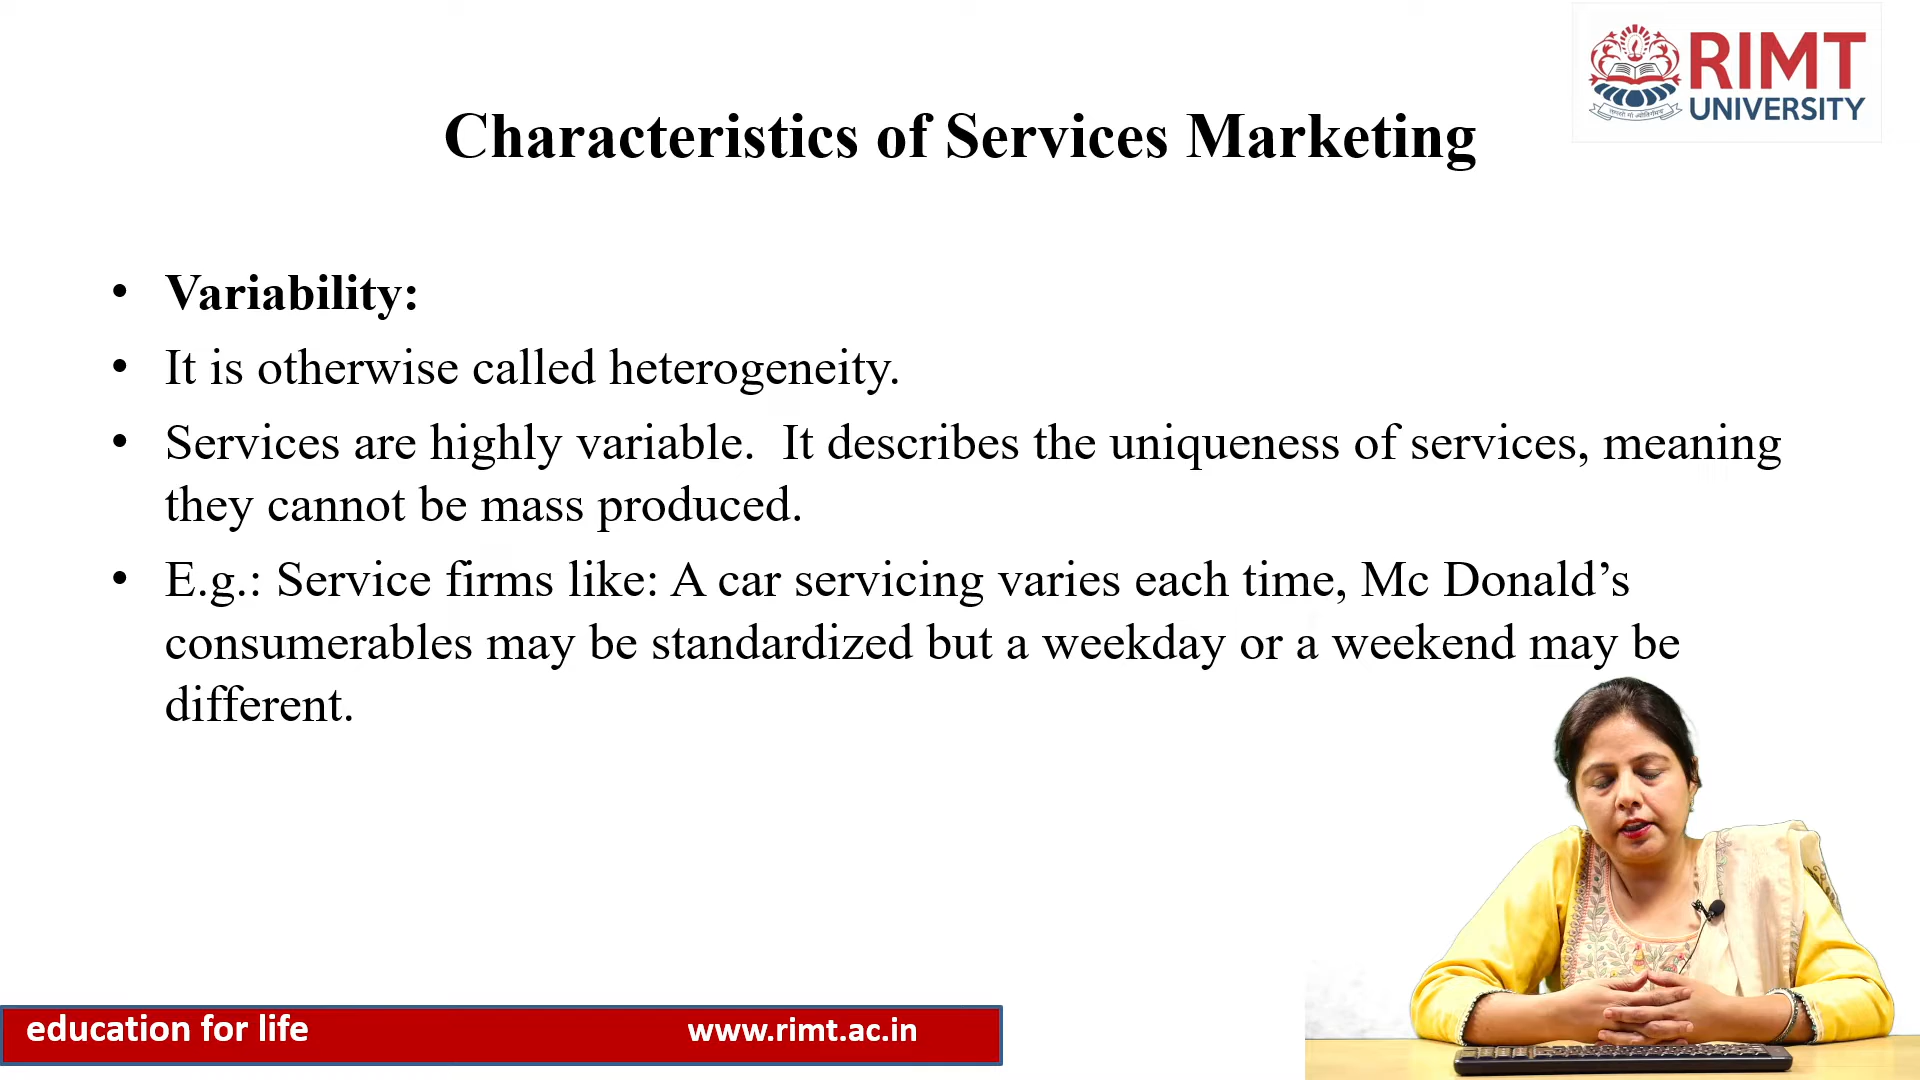 RIMT
UNIVERSITY
Characteristics of Services Marketing
• Variability:
• It is otherwise called heterogeneity.
• Services are highly variable.  It describes the uniqueness of services, meaning
they cannot be mass produced.
• E.g.: Service firms like: A car servicing varies each time, Mc Donald’s
consumerables may be standardized but a weekday or a weekend may be
different.
education for life
www.rimt.ac.in